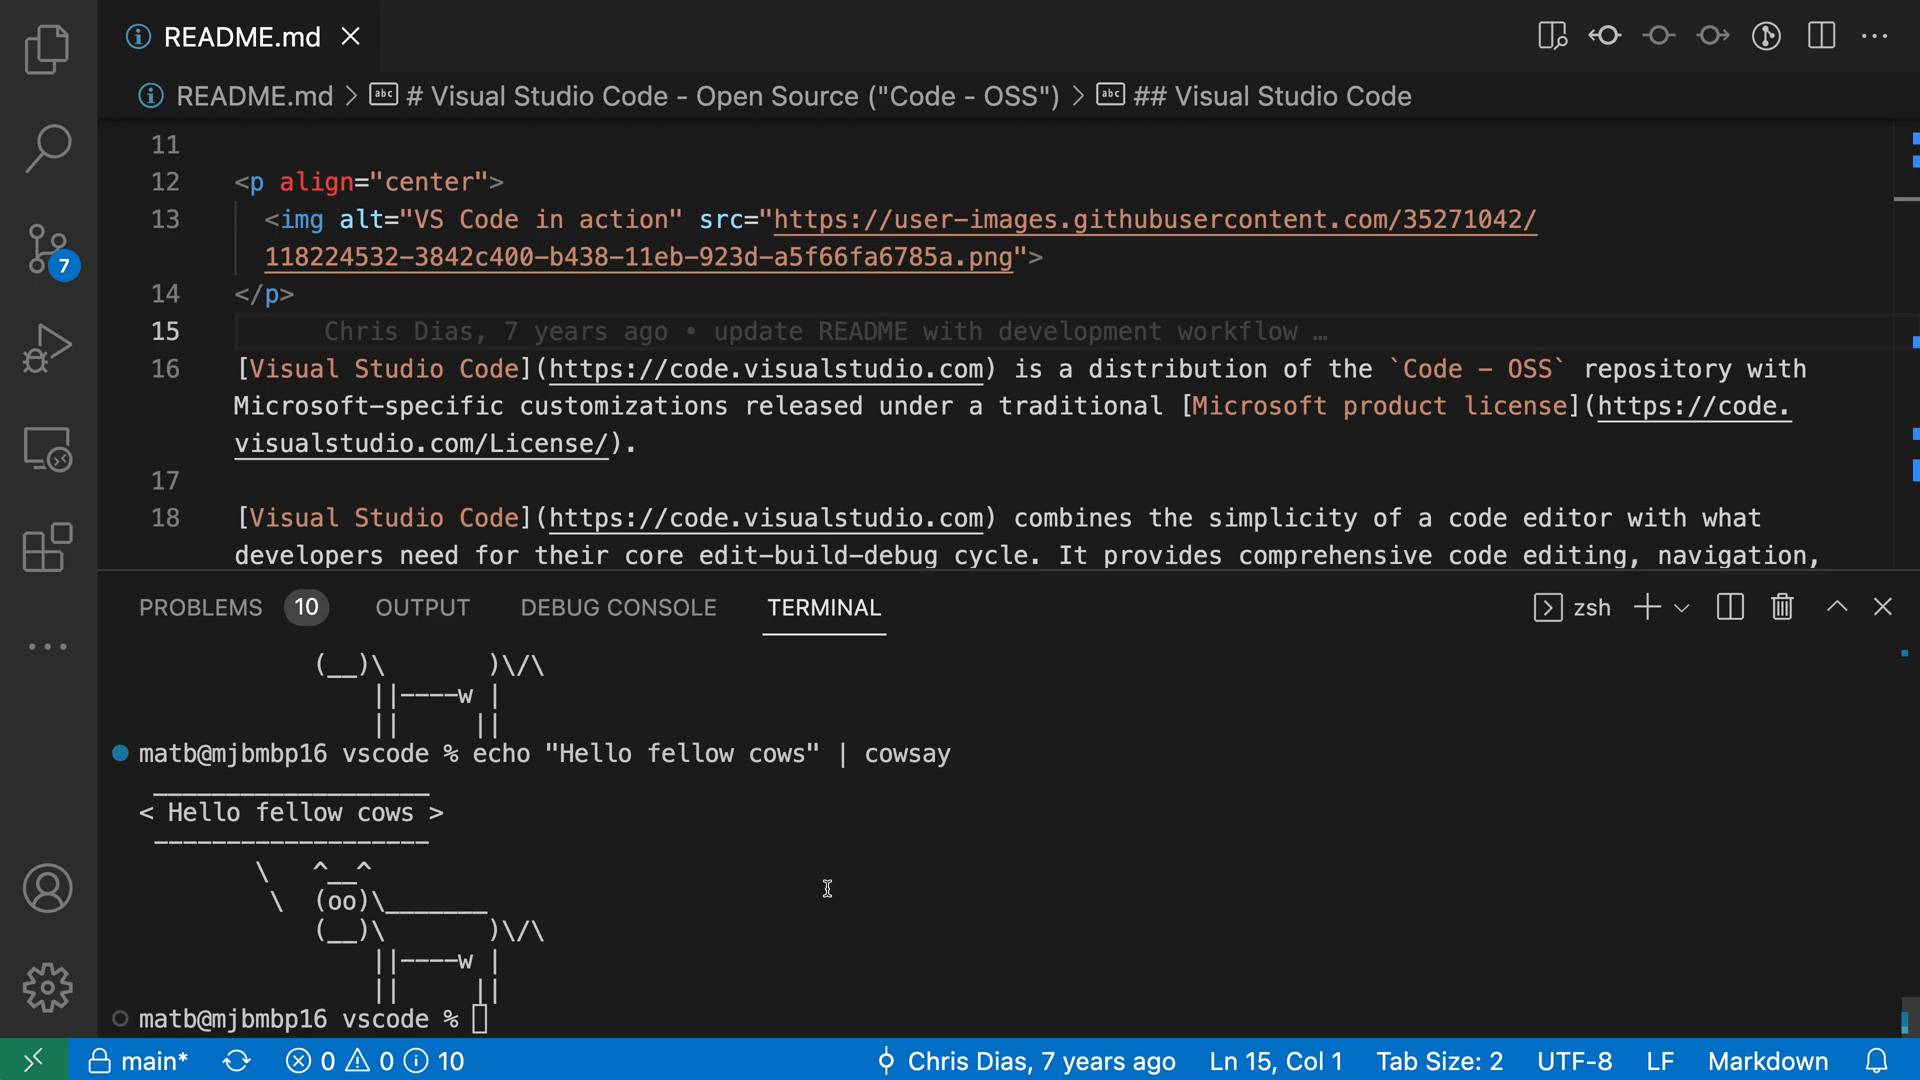 README.md
README.md > # Visual Studio Code - Open Source ("Code - OSS") > ## Visual Studio Code
11
12 <p align="center">
13 <img alt="VS Code in action" src="https://user-images.githubusercontent.com/35271042/
118224532-3842c400-b438-11eb-923d-a5f66fa6785a.png">
14 </p>
15 Chris Dias, 7 years ago • update README with development workflow …
16 [Visual Studio Code](https://code.visualstudio.com) is a distribution of the `Code - OSS` repository with
Microsoft-specific customizations released under a traditional [Microsoft product license](https://code.
visualstudio.com/License/).
17
18 [Visual Studio Code](https://code.visualstudio.com) combines the simplicity of a code editor with what
developers need for their core edit-build-debug cycle. It provides comprehensive code editing, navigation,
7
PROBLEMS 10 OUTPUT DEBUG CONSOLE TERMINAL zsh
            (__)\       )\/\
                ||----w |
                ||     ||
matb@mjbmbp16 vscode % echo "Hello fellow cows" | cowsay
 ___________________
< Hello fellow cows >
 -------------------
        \   ^__^
         \  (oo)\_______
            (__)\       )\/\
                ||----w |
                ||     ||
matb@mjbmbp16 vscode %
main* 0 0 10 Chris Dias, 7 years ago Ln 15, Col 1 Tab Size: 2 UTF-8 LF Markdown